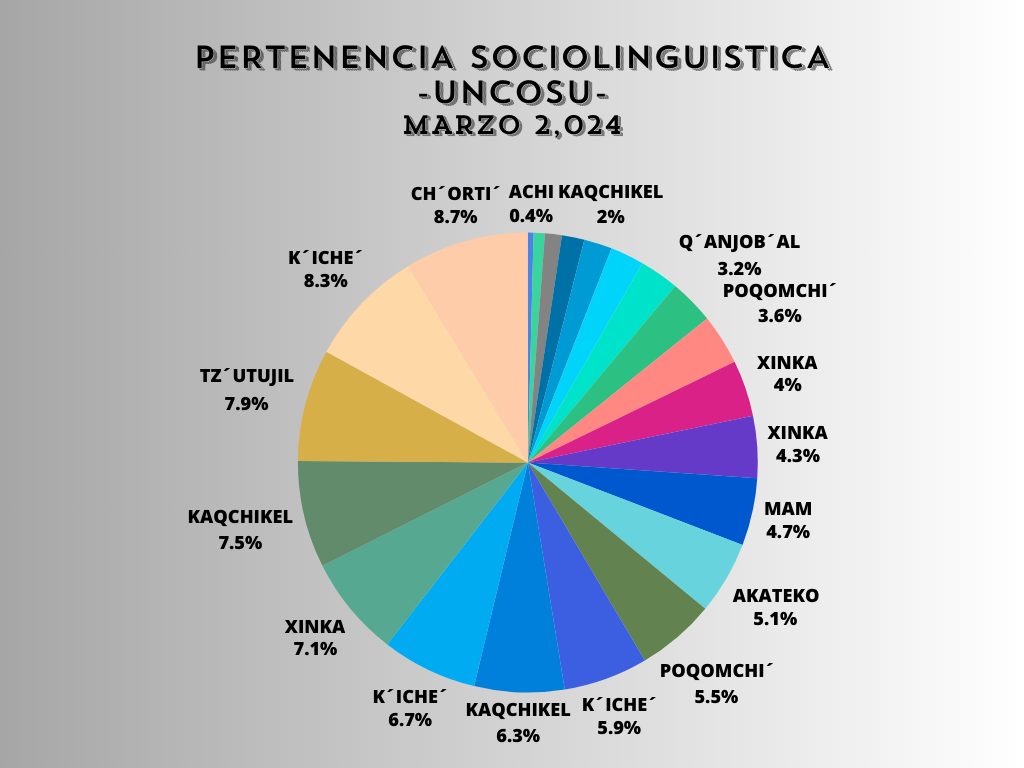 PERTENENCIA SOCIOLINGUISTICA
-UNCOSU-
MARZO 2,024
CH´ORTI´
8.7%
ACHI
0.4%
KAQCHIKEL
2%
Q´ANJOB´AL
3.2%
POQOMCHI´
3.6%
XINKA
4%
XINKA
4.3%
MAM
4.7%
AKATEKO
5.1%
POQOMCHI´
5.5%
K´ICHE´
5.9%
KAQCHIKEL
6.3%
K´ICHE´
6.7%
XINKA
7.1%
KAQCHIKEL
7.5%
TZ´UTUJIL
7.9%
K´ICHE´
8.3%